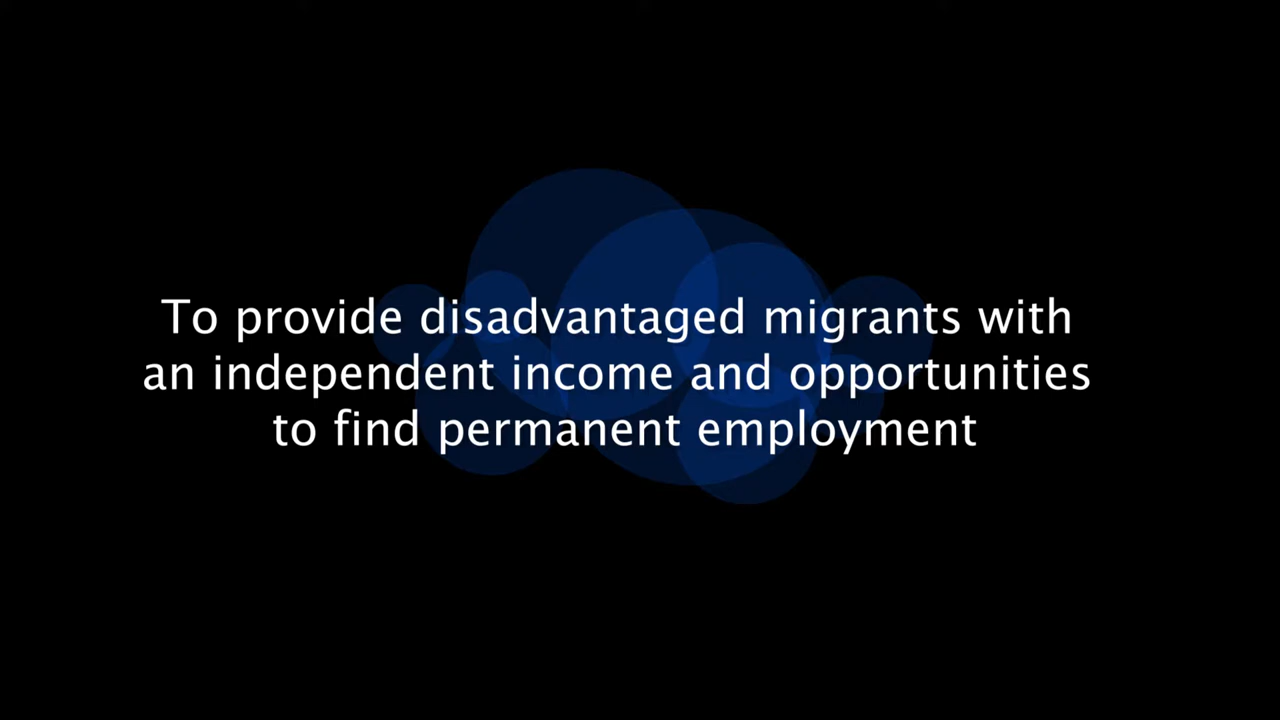 To provide disadvantaged migrants with
an independent income and opportunities
to find permanent employment